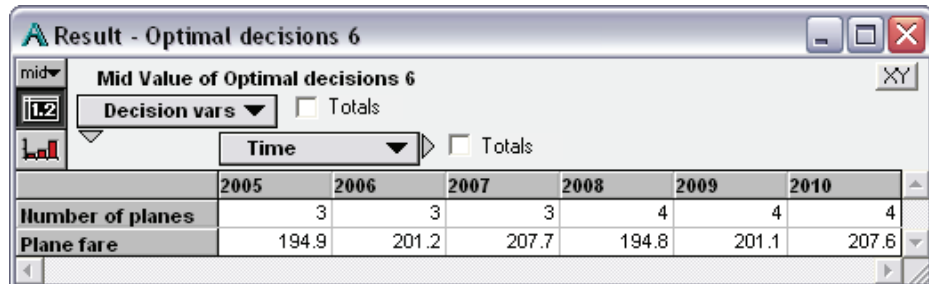 Result - Optimal decisions 6
mid Mid Value of Optimal decisions 6 XY
1.2 Decision vars Totals
Time Totals
2005 2006 2007 2008 2009 2010
Number of planes 3 3 3 4 4 4
Plane fare 194.9 201.2 207.7 194.8 201.1 207.6